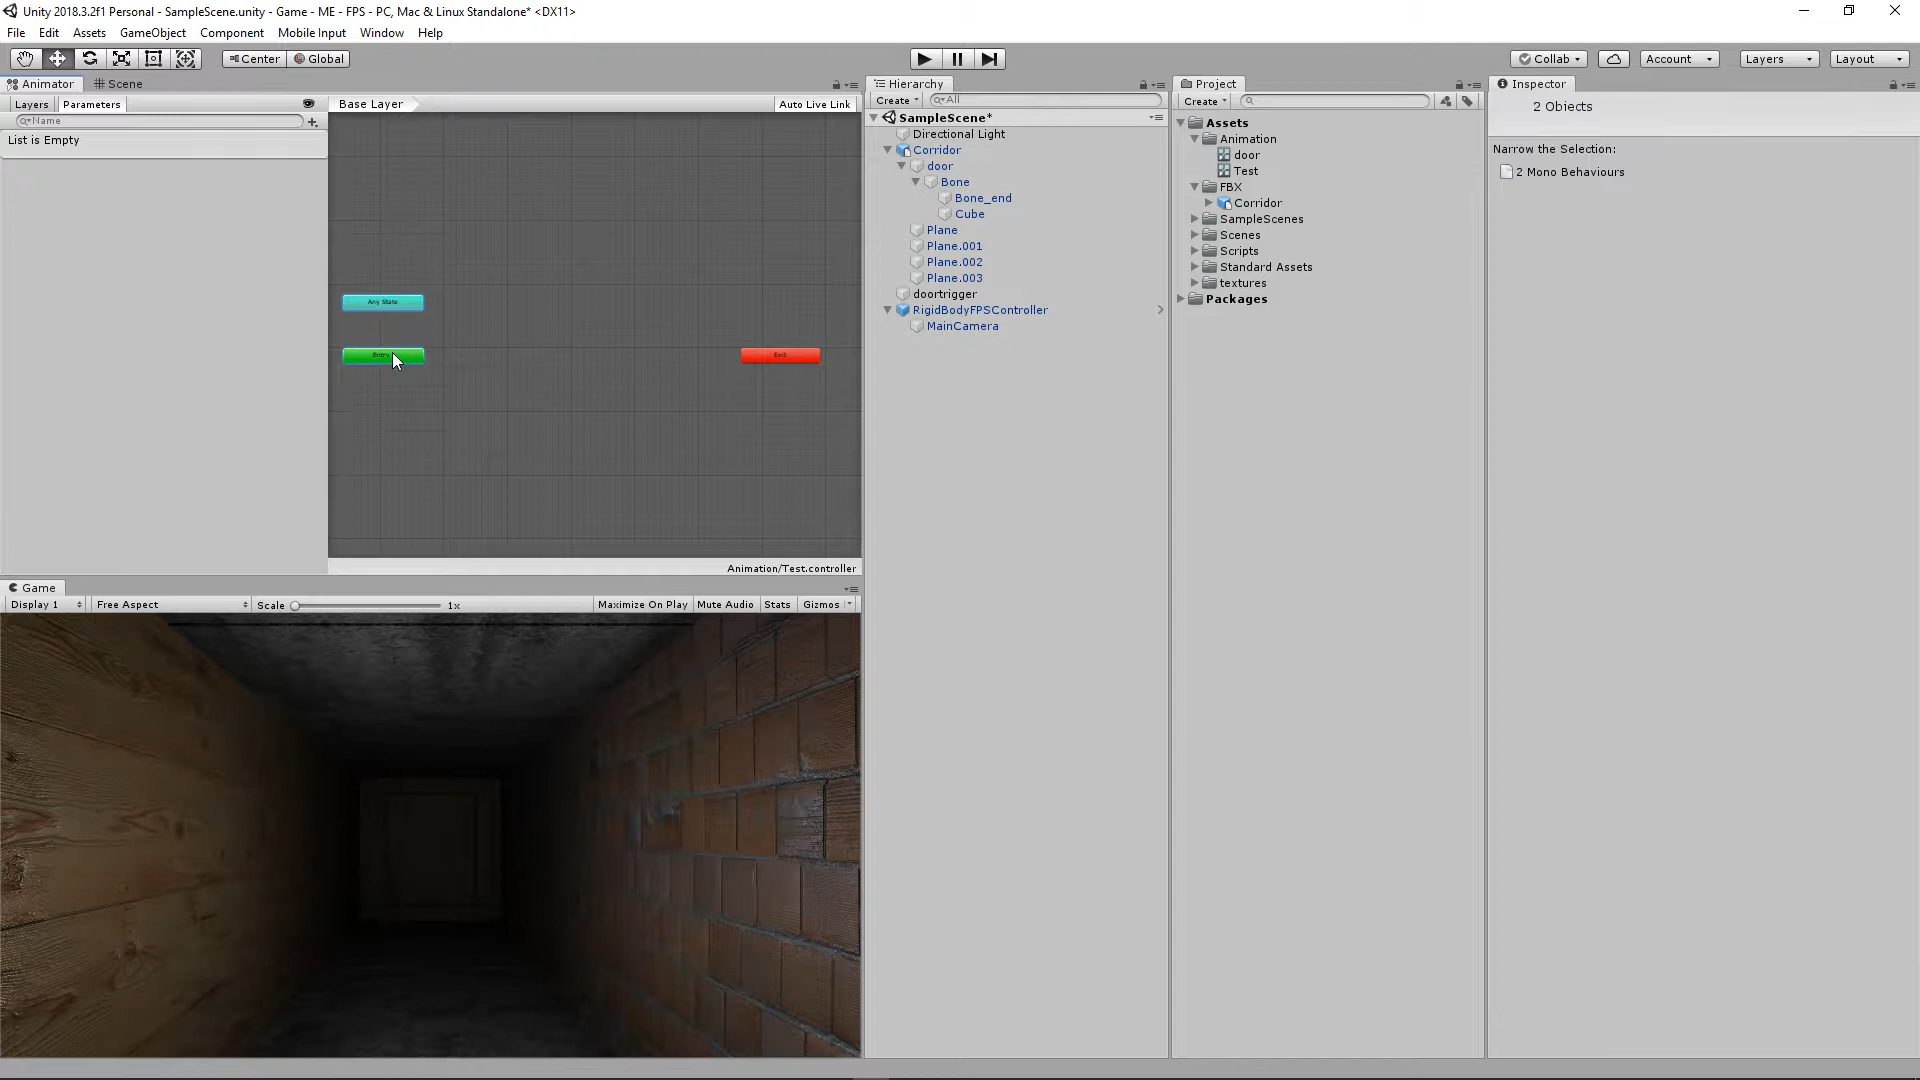 Unity 2018.3.2f1 Personal - SampleScene.unity - Game - ME - FPS - PC, Mac & Linux Standalone* <DX11>
File Edit Assets GameObject Component Mobile Input Window Help
Center Global
Collab Account Layers Layout
Animator Scene
Layers Parameters
Name
List is Empty
Base Layer
Auto Live Link
Any State
Entry
Exit
Animation/Test.controller
Game
Display 1 Free Aspect Scale 1x Maximize On Play Mute Audio Stats Gizmos
Hierarchy
Create All
SampleScene*
Directional Light
Corridor
door
Bone
Bone_end
Cube
Plane
Plane.001
Plane.002
Plane.003
doortrigger
RigidBodyFPSController
MainCamera
Project
Create
Assets
Animation
door
Test
FBX
Corridor
SampleScenes
Scenes
Scripts
Standard Assets
textures
Packages
Inspector
2 Objects
Narrow the Selection:
2 Mono Behaviours